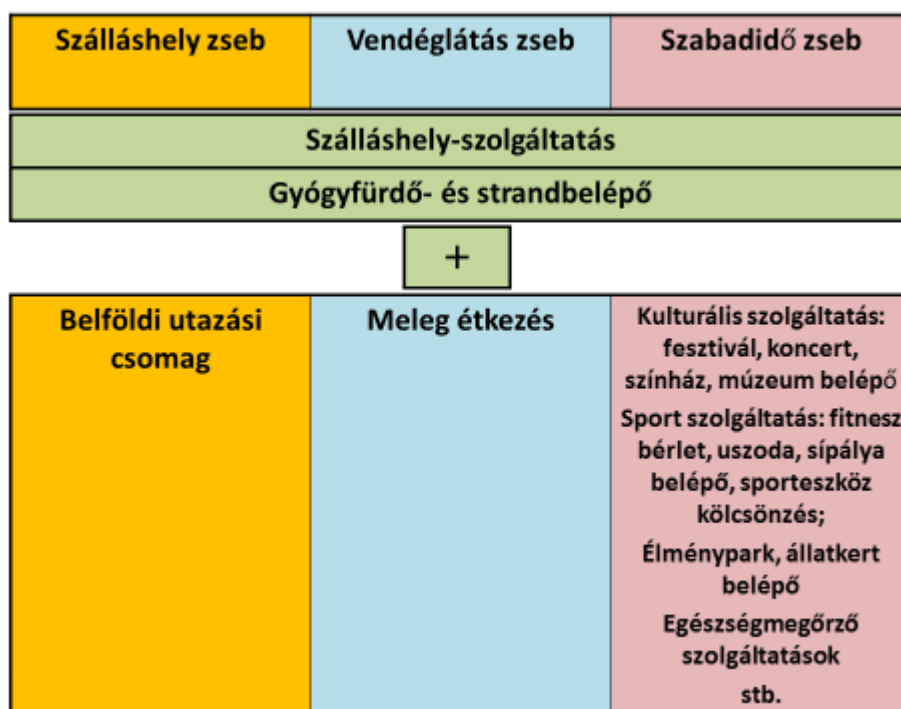 Szálláshely zseb
Vendéglátás zseb
Szabadidő zseb
Szálláshely-szolgáltatás
Gyógyfürdő- és strandbelépő
+
Belföldi utazási
csomag
Meleg étkezés
Kulturális szolgáltatás:
fesztivál, koncert,
színház, múzeum belépő
Sport szolgáltatás: fitnesz
bérlet, uszoda, sípálya
belépő, sporteszköz
kölcsönzés;
Élménypark, állatkert
belépő
Egészségmegőrző
szolgáltatások
stb.